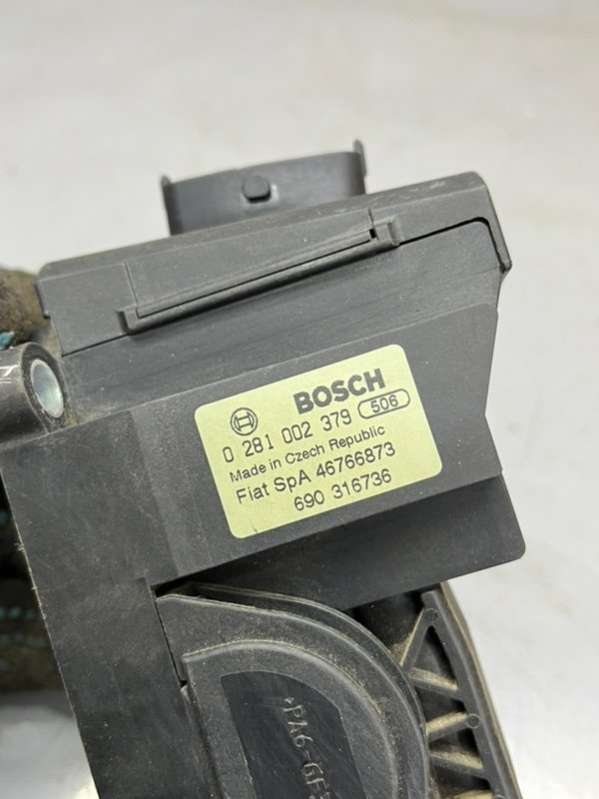 BOSCH
0 281 002 379 506
Made in Czech Republic
Fiat SpA 46766873
690 316736